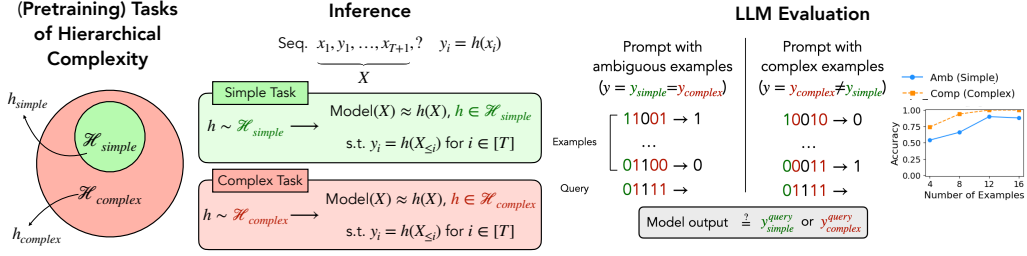 (Pretraining) Tasks
of Hierarchical
Complexity
h_simple
ℋ_simple
ℋ_complex
h_complex
Inference
Seq. x_1, y_1, …, x_{T+1}, ? y_i = h(x_i)
X
Simple Task
h ∼ ℋ_simple ⟶ Model(X) ≈ h(X), h ∈ ℋ_simple
s.t. y_i = h(X_{≤i}) for i ∈ [T]
Complex Task
h ∼ ℋ_complex ⟶ Model(X) ≈ h(X), h ∈ ℋ_complex
s.t. y_i = h(X_{≤i}) for i ∈ [T]
LLM Evaluation
Prompt with
ambiguous examples
(y = y_simple=y_complex)
Examples
11001 → 1
...
01100 → 0
Query
01111 →
Prompt with
complex examples
(y = y_complex≠y_simple)
10010 → 0
...
00011 → 1
01111 →
Model output ≟ y_simple^query or y_complex^query
Amb (Simple)
Comp (Complex)
Accuracy
1.00
0.75
0.50
0.25
0.00
4 8 12 16
Number of Examples